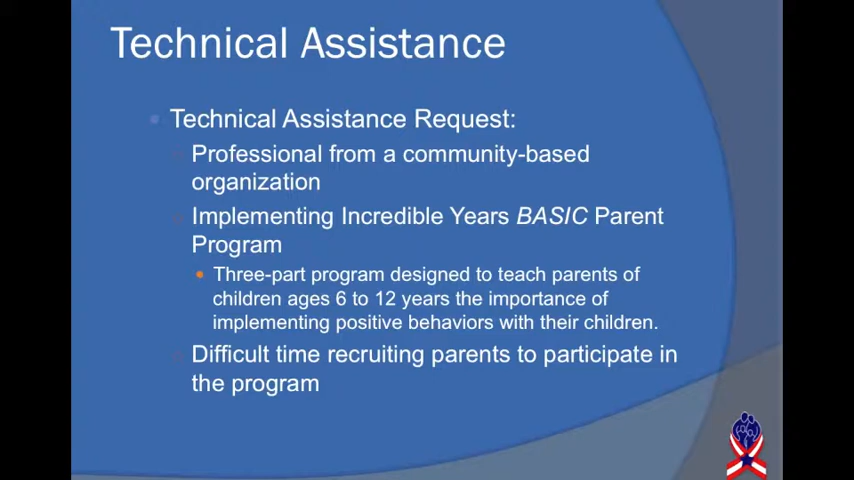 Technical Assistance
Technical Assistance Request:
Professional from a community-based
organization
Implementing Incredible Years BASIC Parent
Program
Three-part program designed to teach parents of
children ages 6 to 12 years the importance of
implementing positive behaviors with their children.
Difficult time recruiting parents to participate in
the program